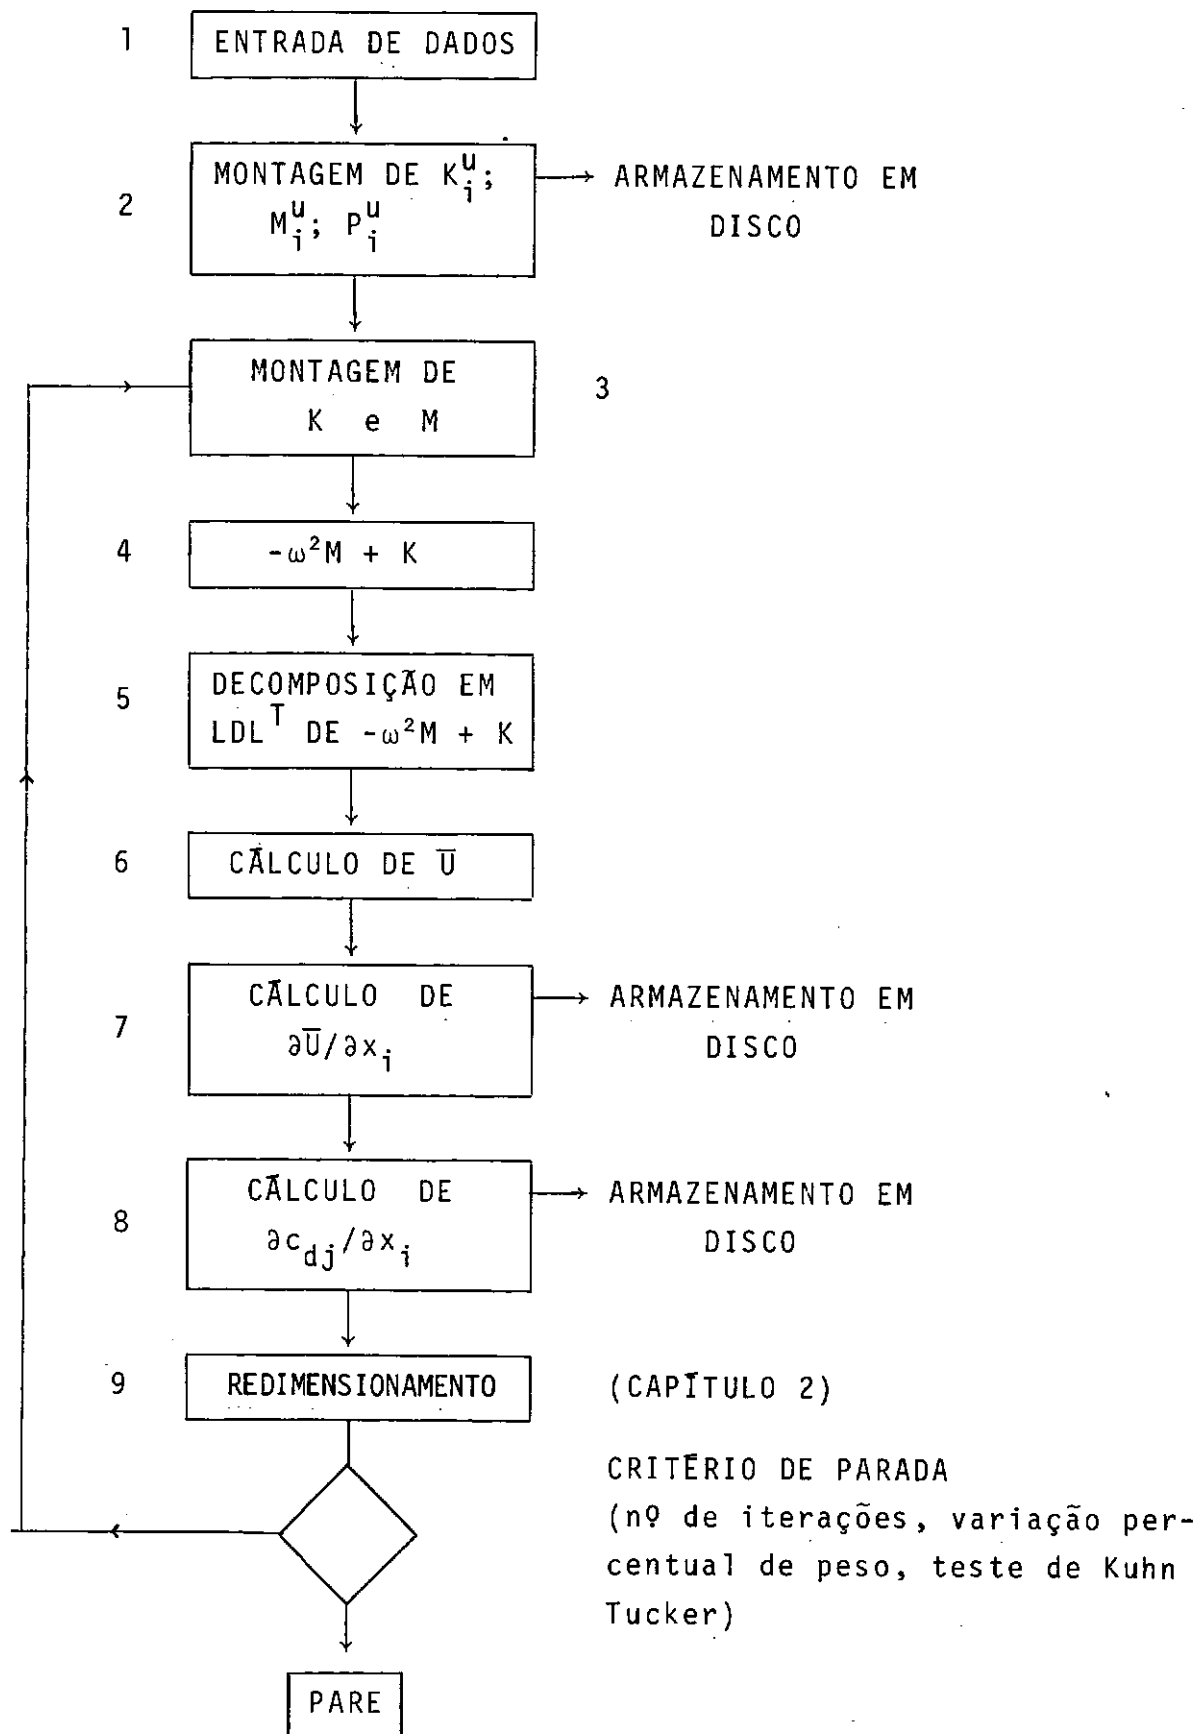 1 ENTRADA DE DADOS
2 MONTAGEM DE K_i^u;
M_i^u; P_i^u
ARMAZENAMENTO EM
DISCO
MONTAGEM DE
K e M
3
4 -ω²M + K
5 DECOMPOSIÇÃO EM
LDL^T DE -ω²M + K
6 CÁLCULO DE U̅
7 CÁLCULO DE
∂U̅/∂x_i
ARMAZENAMENTO EM
DISCO
8 CÁLCULO DE
∂c_dj/∂x_i
ARMAZENAMENTO EM
DISCO
9 REDIMENSIONAMENTO (CAPÍTULO 2)
CRITÉRIO DE PARADA
(nº de iterações, variação per-
centual de peso, teste de Kuhn
Tucker)
PARE